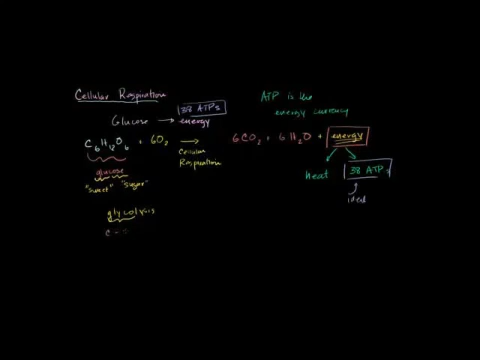 Cellular Respiration
Glucose → energy
38 ATPs
C6H12O6 + 6O2 →
Cellular
Respiration
6CO2 + 6H2O + energy
glucose
"sweet" "sugar"
ATP is the
energy currency
heat
38 ATPs
ideal
glycolysis
C - C